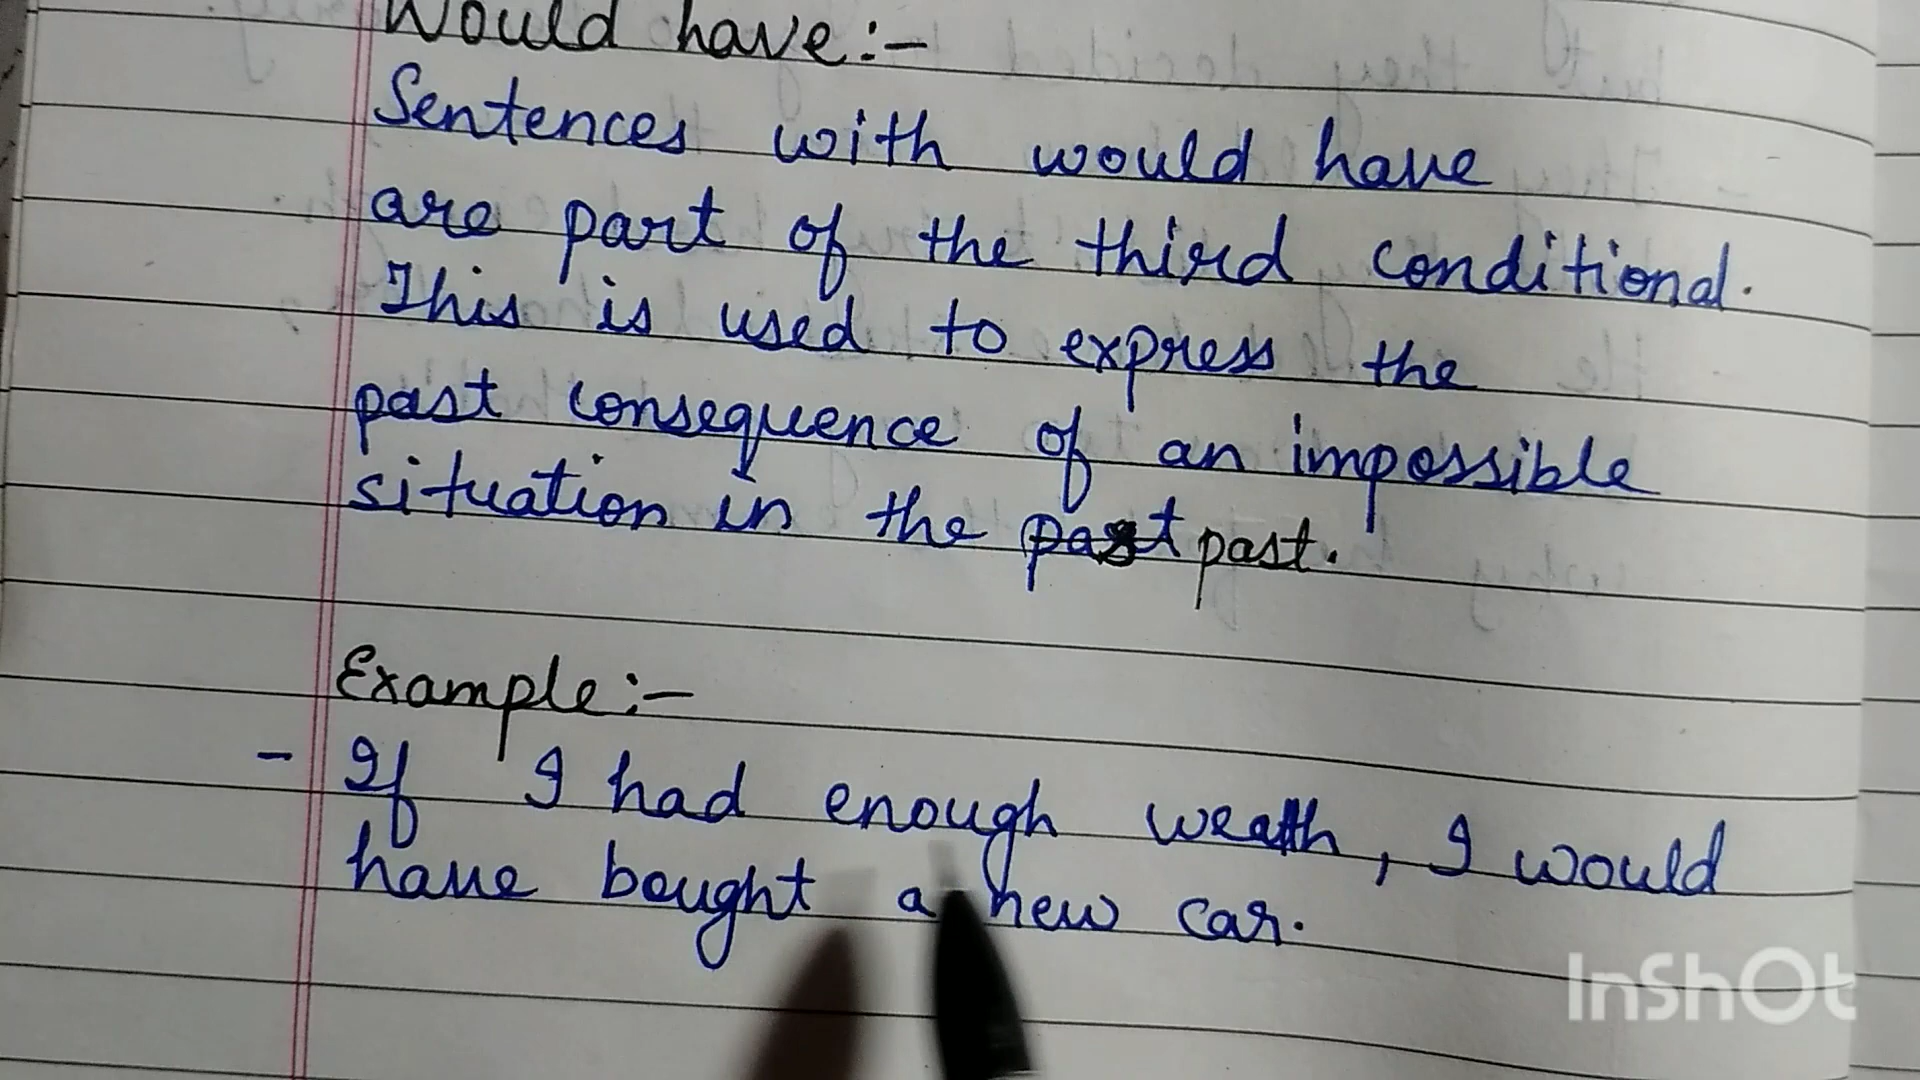 Would have:-
Sentences with would have
are part of the third conditional.
This is used to express the
past consequence of an impossible
situation in the past past.
Example:-
- If I had enough wealth, I would
have bought a new car.
InShOt